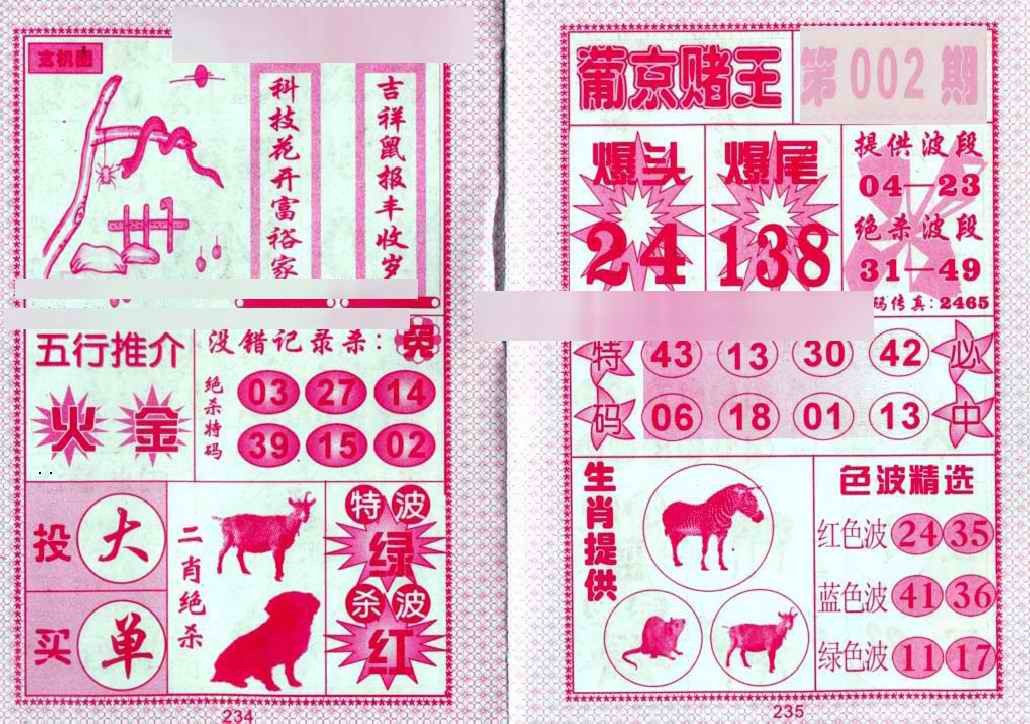 玄机图
科技花开富裕家
吉祥鼠报丰收岁
五行推介
火 金
没错记录杀：
绝杀特码
03 27 14
39 15 02
投 大
买 单
二肖绝杀
特波
绿
杀波
红
234
葡京赌王
第002期
爆头
24
爆尾
138
提供波段
04—23
绝杀波段
31—49
码传真：2465
特码
43 13 30 42
06 18 01 13
必中
生肖提供
色波精选
红色波 24 35
蓝色波 41 36
绿色波 11 17
235